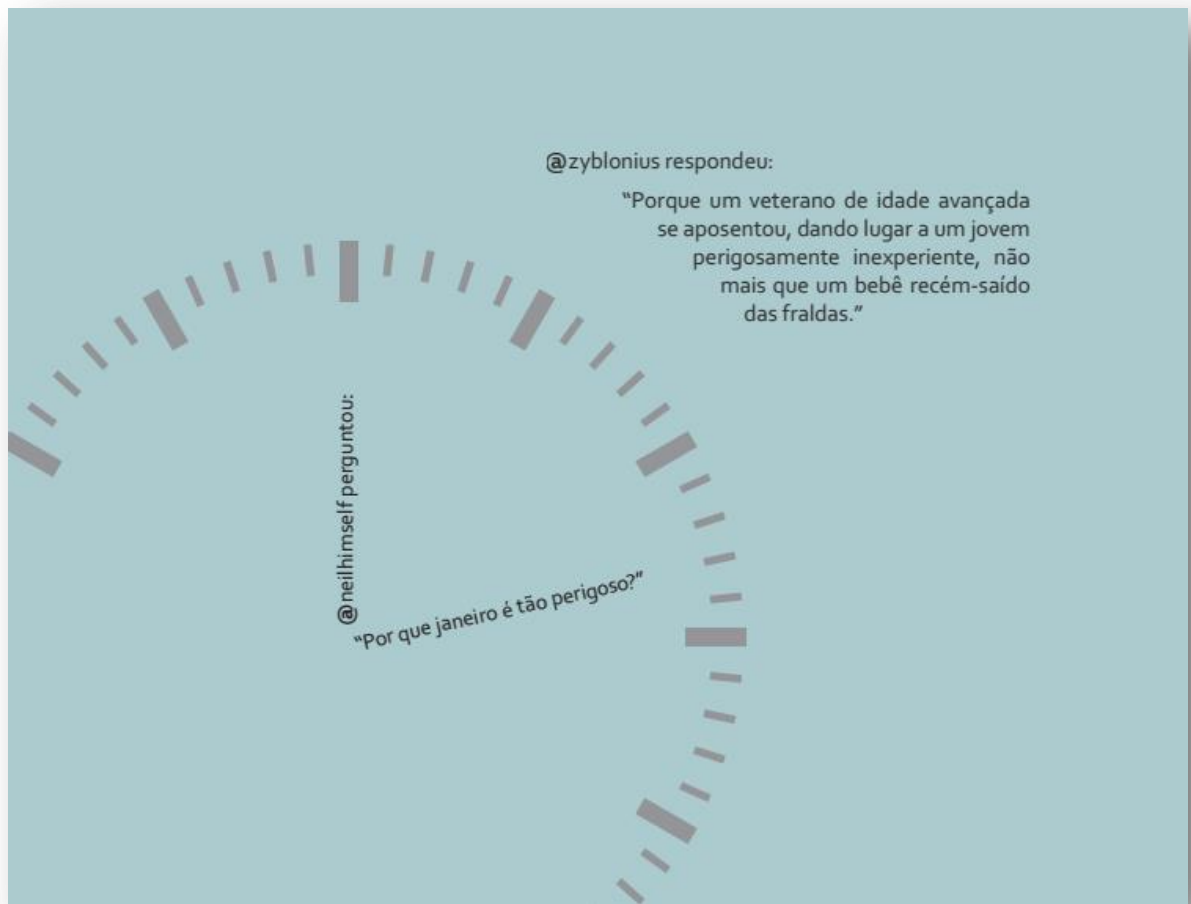 @neilhimself perguntou:
“Por que janeiro é tão perigoso?”
@zyblonius respondeu:
“Porque um veterano de idade avançada
se aposentou, dando lugar a um jovem
perigosamente inexperiente, não
mais que um bebê recém-saído
das fraldas.”